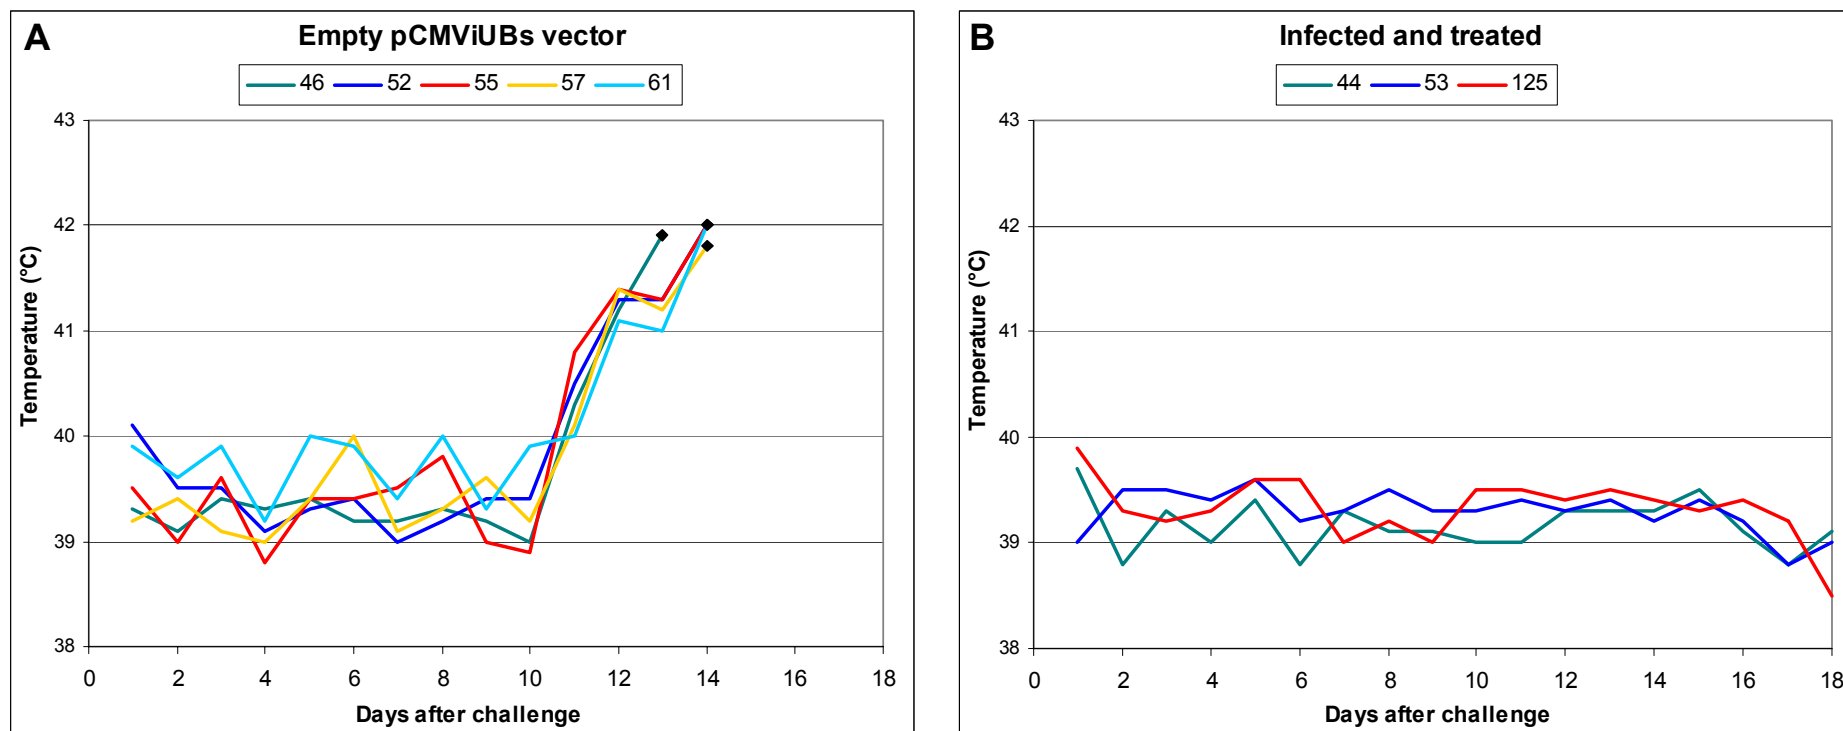 A
Empty pCMViUBs vector
46 52 55 57 61
43
42
41
40
39
38
Temperature (°C)
0 2 4 6 8 10 12 14 16 18
Days after challenge
B
Infected and treated
44 53 125
43
42
41
40
39
38
Temperature (°C)
0 2 4 6 8 10 12 14 16 18
Days after challenge